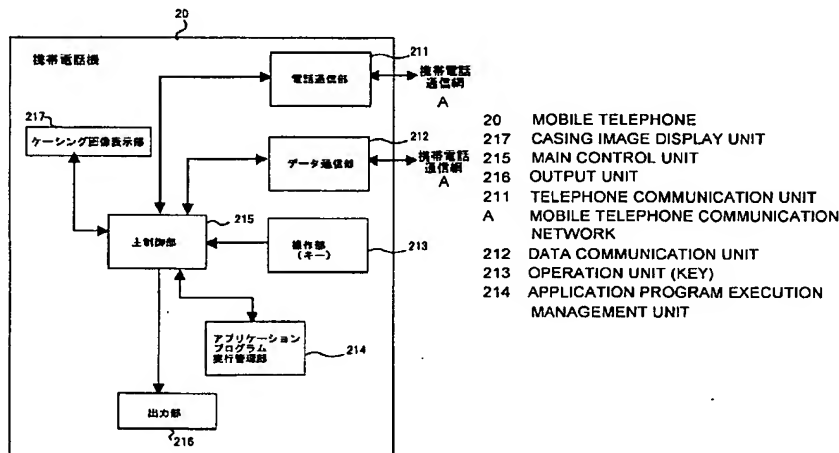 20
携帯電話機
211
電話通信部
携帯電話
通信網
A
217
ケーシング画像表示部
212
データ通信部
携帯電話
通信網
A
215
主制御部
操作部
(キー)
213
アプリケーション
プログラム
実行管理部
214
出力部
216
20 MOBILE TELEPHONE
217 CASING IMAGE DISPLAY UNIT
215 MAIN CONTROL UNIT
216 OUTPUT UNIT
211 TELEPHONE COMMUNICATION UNIT
A MOBILE TELEPHONE COMMUNICATION
NETWORK
212 DATA COMMUNICATION UNIT
213 OPERATION UNIT (KEY)
214 APPLICATION PROGRAM EXECUTION
MANAGEMENT UNIT